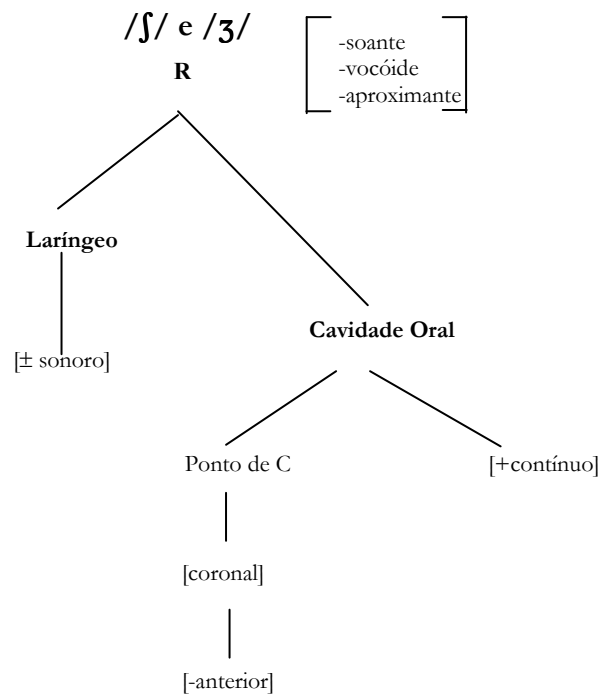 /ʃ/ e /ʒ/
R
-soante
-vocóide
-aproximante
Laríngeo
[± sonoro]
Cavidade Oral
Ponto de C
[+contínuo]
[coronal]
[-anterior]